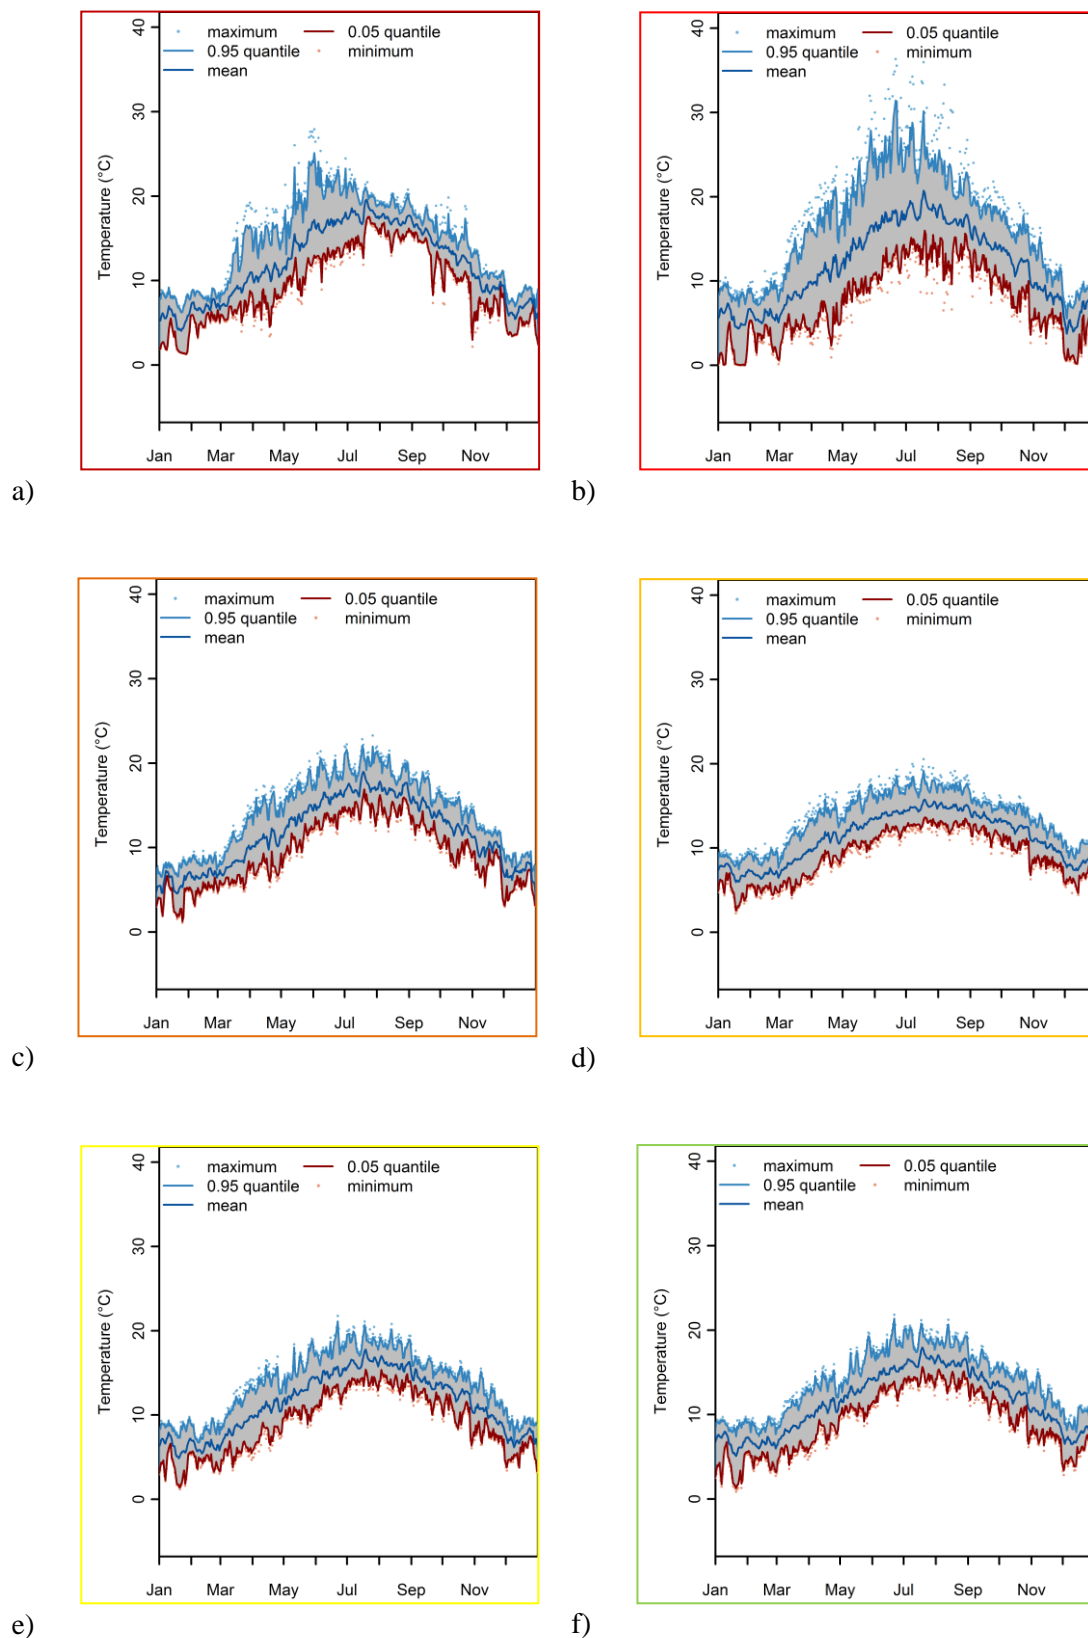 40
30
20
10
0
Temperature (°C)
maximum
0.95 quantile
mean
0.05 quantile
minimum
Jan Mar May Jul Sep Nov
a)
40
30
20
10
0
Temperature (°C)
maximum
0.95 quantile
mean
0.05 quantile
minimum
Jan Mar May Jul Sep Nov
b)
40
30
20
10
0
Temperature (°C)
maximum
0.95 quantile
mean
0.05 quantile
minimum
Jan Mar May Jul Sep Nov
c)
40
30
20
10
0
Temperature (°C)
maximum
0.95 quantile
mean
0.05 quantile
minimum
Jan Mar May Jul Sep Nov
d)
40
30
20
10
0
Temperature (°C)
maximum
0.95 quantile
mean
0.05 quantile
minimum
Jan Mar May Jul Sep Nov
e)
40
30
20
10
0
Temperature (°C)
maximum
0.95 quantile
mean
0.05 quantile
minimum
Jan Mar May Jul Sep Nov
f)